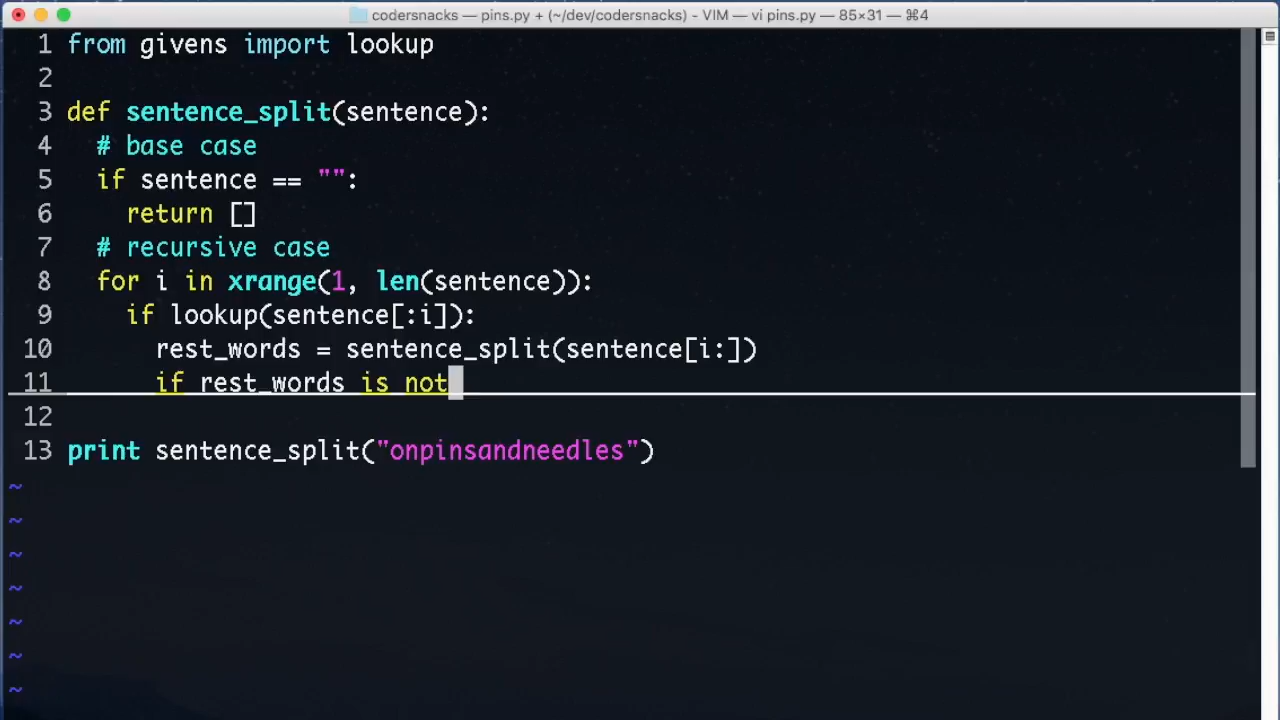 codersnacks — pins.py + (~/dev/codersnacks) - VIM — vi pins.py — 85×31 — ⌘4
1 from givens import lookup
2
3 def sentence_split(sentence):
4   # base case
5   if sentence == "":
6     return []
7   # recursive case
8   for i in xrange(1, len(sentence)):
9     if lookup(sentence[:i]):
10       rest_words = sentence_split(sentence[i:])
11       if rest_words is not
12
13 print sentence_split("onpinsandneedles")
~
~
~
~
~
~
~